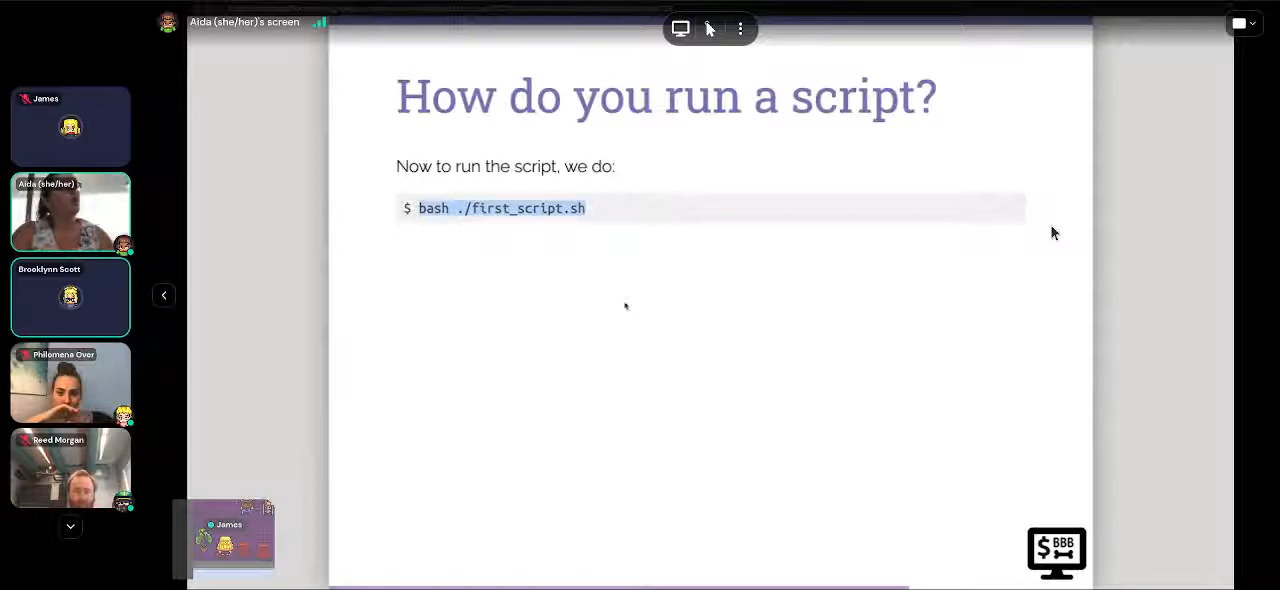 Aida (she/her)'s screen
James
Aida (she/her)
Brooklynn Scott
Philomena Over
Reed Morgan
James
How do you run a script?
Now to run the script, we do:
$ bash ./first_script.sh
$ BBB